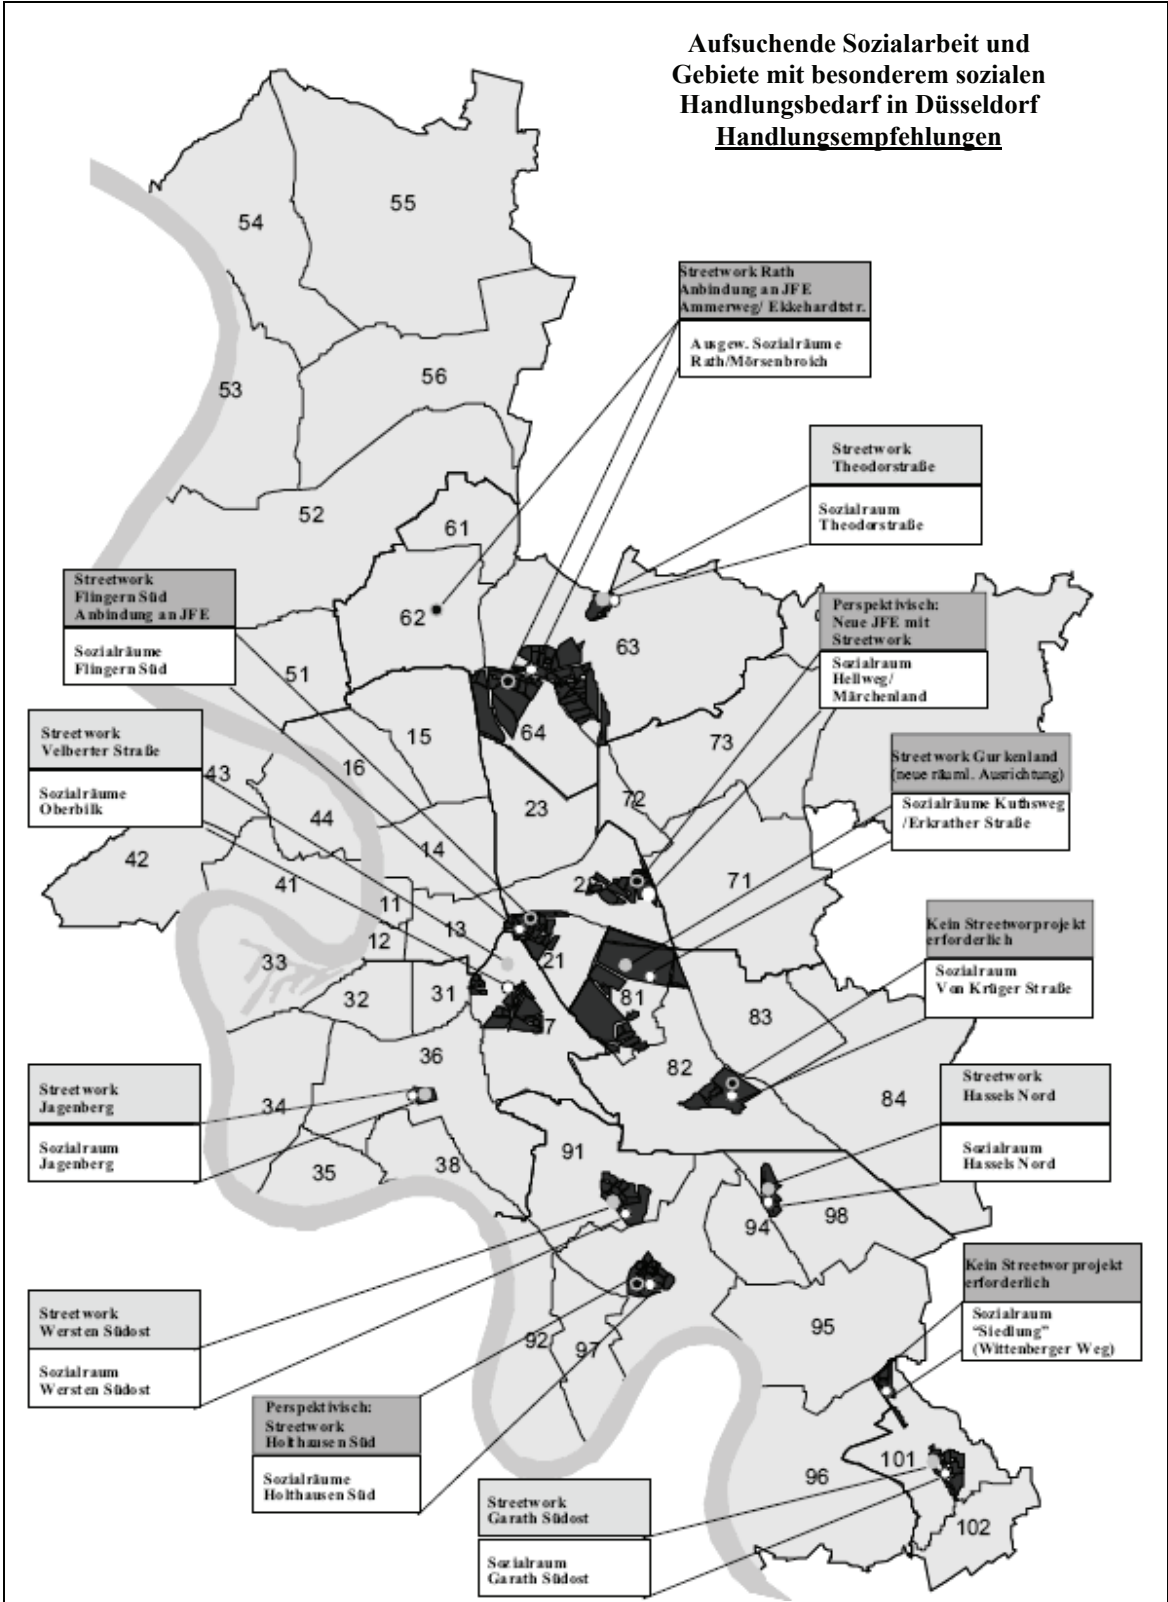 Aufsuchende Sozialarbeit und
Gebiete mit besonderem sozialen
Handlungsbedarf in Düsseldorf
Handlungsempfehlungen
55
54
Streetwork Rath
Anbindung an JFE
Ammerweg/ Ekkehardtstr.
Ausgew. Sozialräume
Rath/Mörsenbroich
56
53
Streetwork
Theodorstraße
Sozialraum
Theodorstraße
52
61
Streetwork
Flingern Süd
Anbindung an JFE
Sozialräume
Flingern Süd
62
63
Perspektivisch:
Neue JFE mit
Streetwork
Sozialraum
Hellweg/
Märchenland
51
64
15
73
16
Streetwork
Velberter Straße
Sozialräume
Oberbilk
43
Streetwork Gurkenland
(neue räuml. Ausrichtung)
Sozialräume Kuthsweg
/Erkrather Straße
72
23
44
14
42
41
71
2
11
13
12
Kein Streetworprojekt
erforderlich
Sozialraum
Von Krüger Straße
33
21
32
31
81
83
37
36
82
84
Streetwork
Jagenberg
Sozialraum
Jagenberg
34
Streetwork
Hassels Nord
Sozialraum
Hassels Nord
35
38
91
94
98
Kein Streetworprojekt
erforderlich
Sozialraum
"Siedlung"
(Wittenberger Weg)
Streetwork
Wersten Südost
Sozialraum
Wersten Südost
95
92
97
Perspektivisch:
Streetwork
Holthausen Süd
Sozialräume
Holthausen Süd
101
96
Streetwork
Garath Südost
Sozialraum
Garath Südost
102